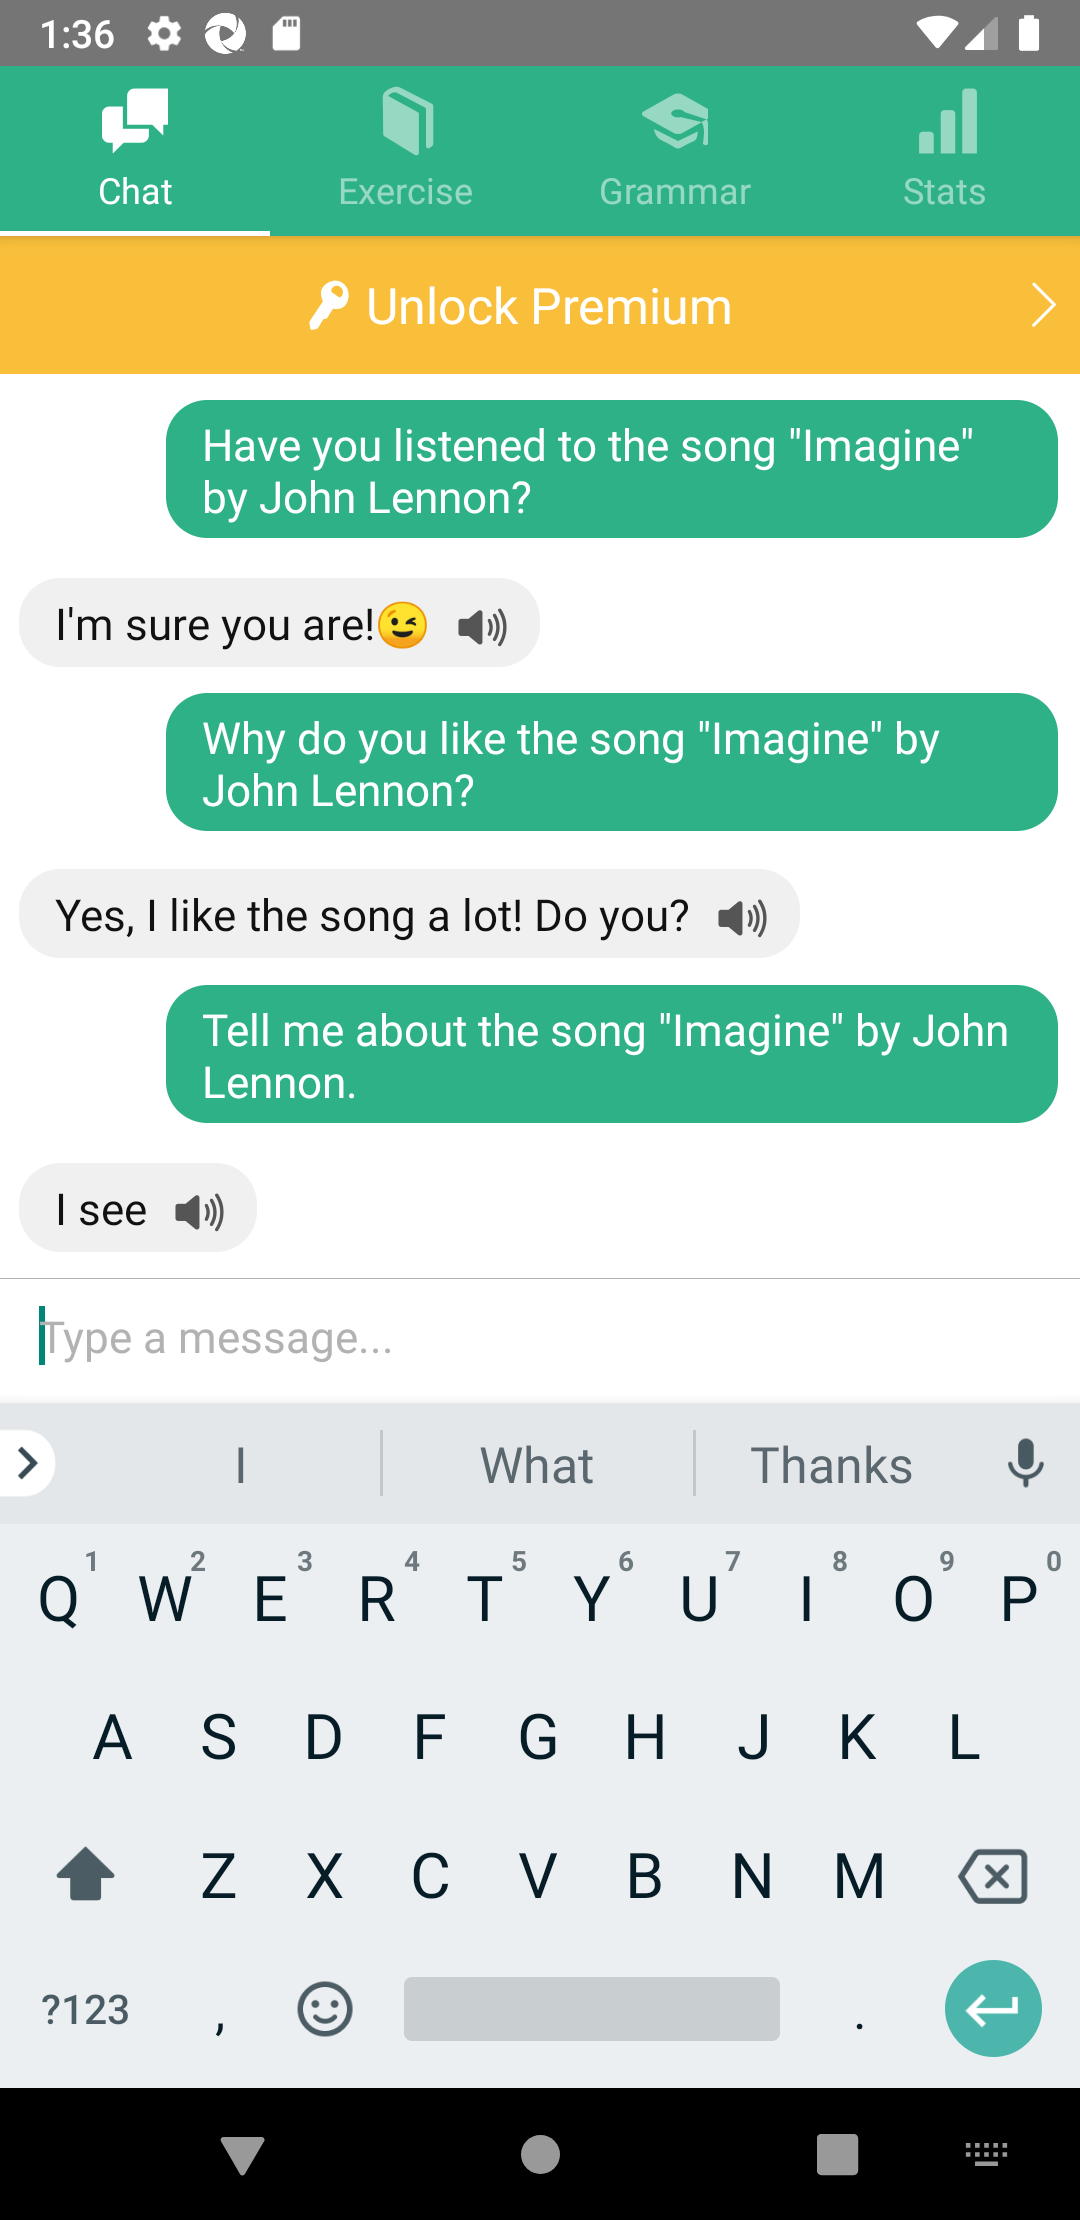 1:36
Chat
Exercise
Grammar
Stats
Unlock Premium
Have you listened to the song "Imagine"
by John Lennon?
I'm sure you are!😉
Why do you like the song "Imagine" by
John Lennon?
Yes, I like the song a lot! Do you?
Tell me about the song "Imagine" by John
Lennon.
I see
Type a message...
I What Thanks
Q 1 W 2 E 3 R 4 T 5 Y 6 U 7 I 8 O 9 P 0
A S D F G H J K L
Z X C V B N M
?123 , .